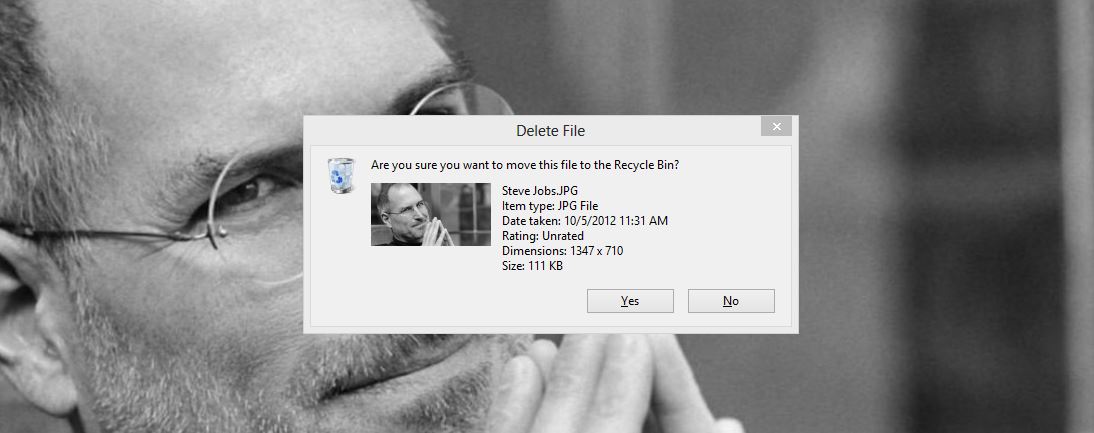 Delete File
Are you sure you want to move this file to the Recycle Bin?
Steve Jobs.JPG
Item type: JPG File
Date taken: 10/5/2012 11:31 AM
Rating: Unrated
Dimensions: 1347 x 710
Size: 111 KB
Yes No